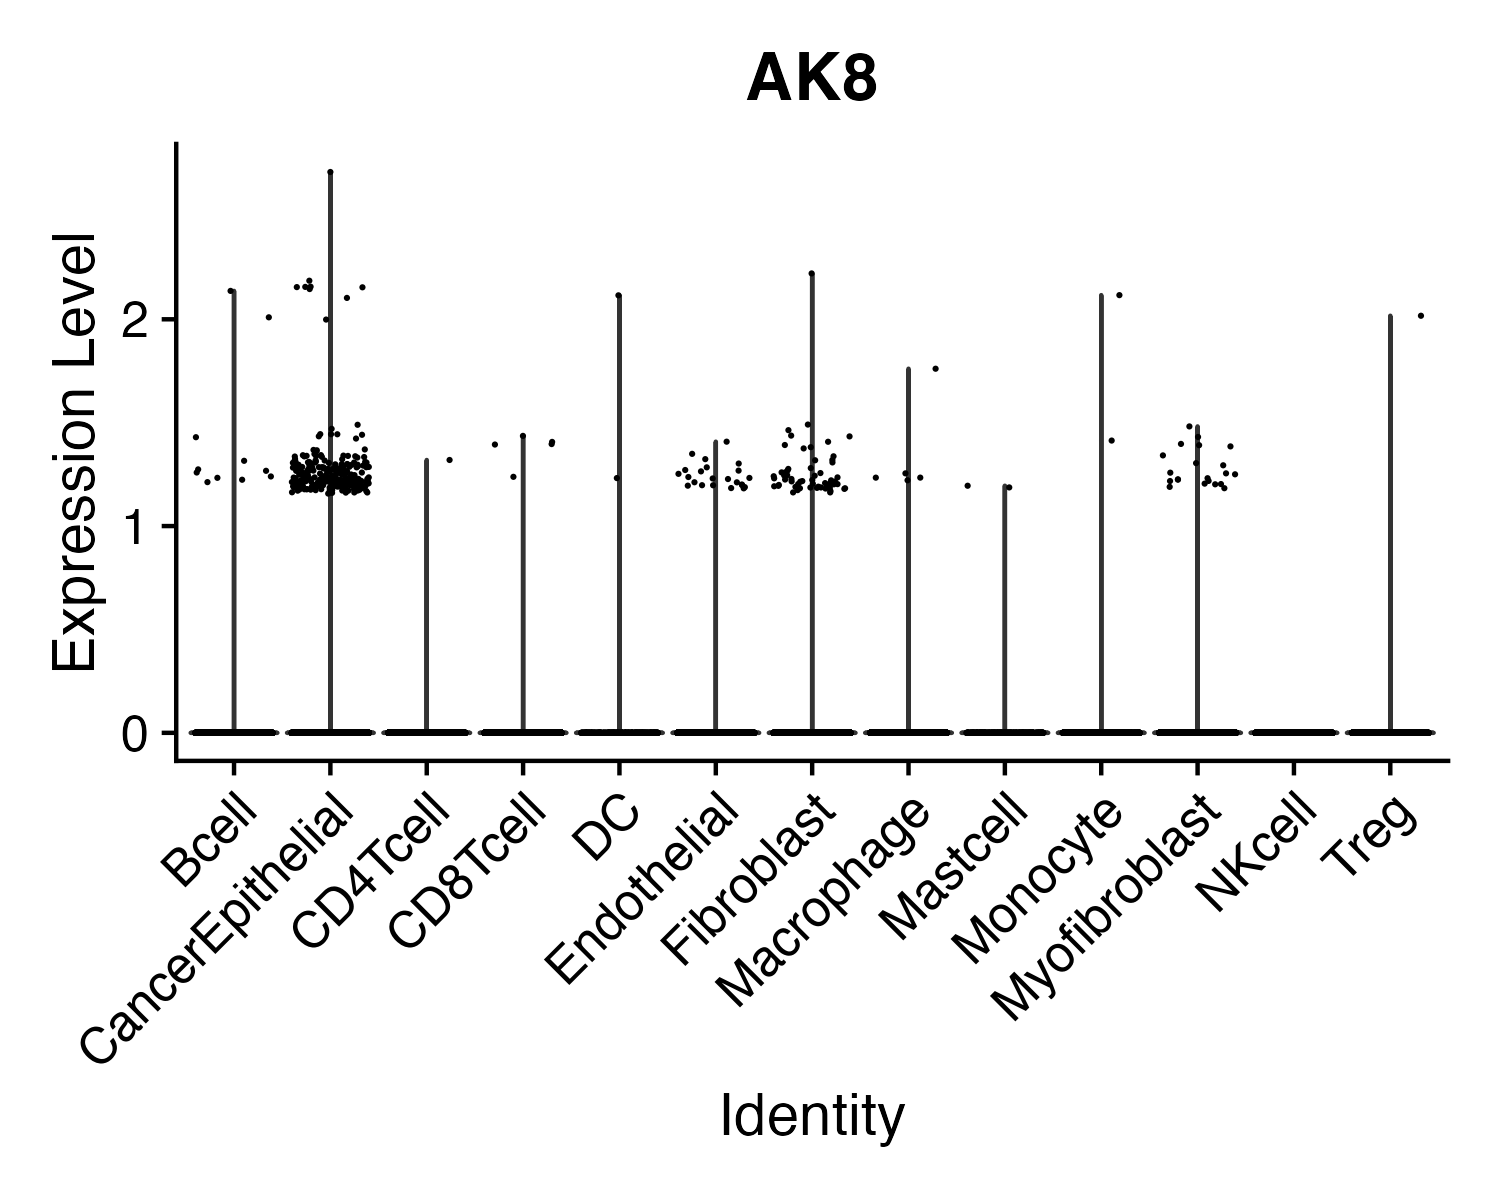 AK8
Expression Level
2
1
0
Bcell
CancerEpithelial
CD4Tcell
CD8Tcell
DC
Endothelial
Fibroblast
Macrophage
Mastcell
Monocyte
Myofibroblast
NKcell
Treg
Identity